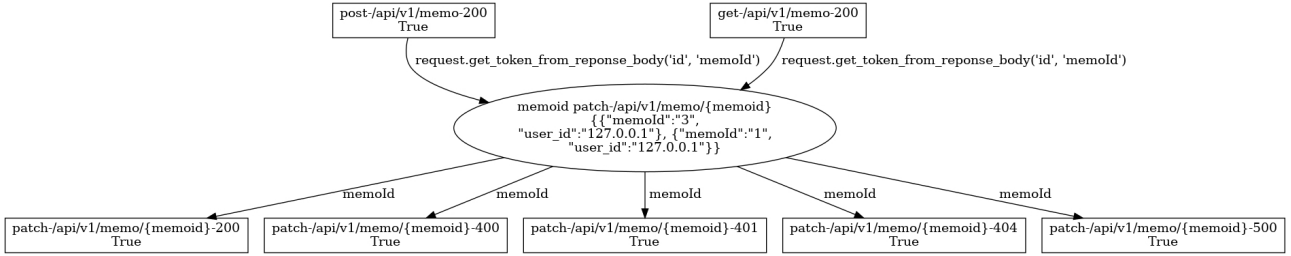 post-/api/v1/memo-200
True
get-/api/v1/memo-200
True
request.get_token_from_reponse_body('id', 'memoId')
request.get_token_from_reponse_body('id', 'memoId')
memoid patch-/api/v1/memo/{memoid}
{{"memoId":"3",
"user_id":"127.0.0.1"}, {"memoId":"1",
"user_id":"127.0.0.1"}}
memoId
memoId
memoId
memoId
memoId
patch-/api/v1/memo/{memoid}-200
True
patch-/api/v1/memo/{memoid}-400
True
patch-/api/v1/memo/{memoid}-401
True
patch-/api/v1/memo/{memoid}-404
True
patch-/api/v1/memo/{memoid}-500
True